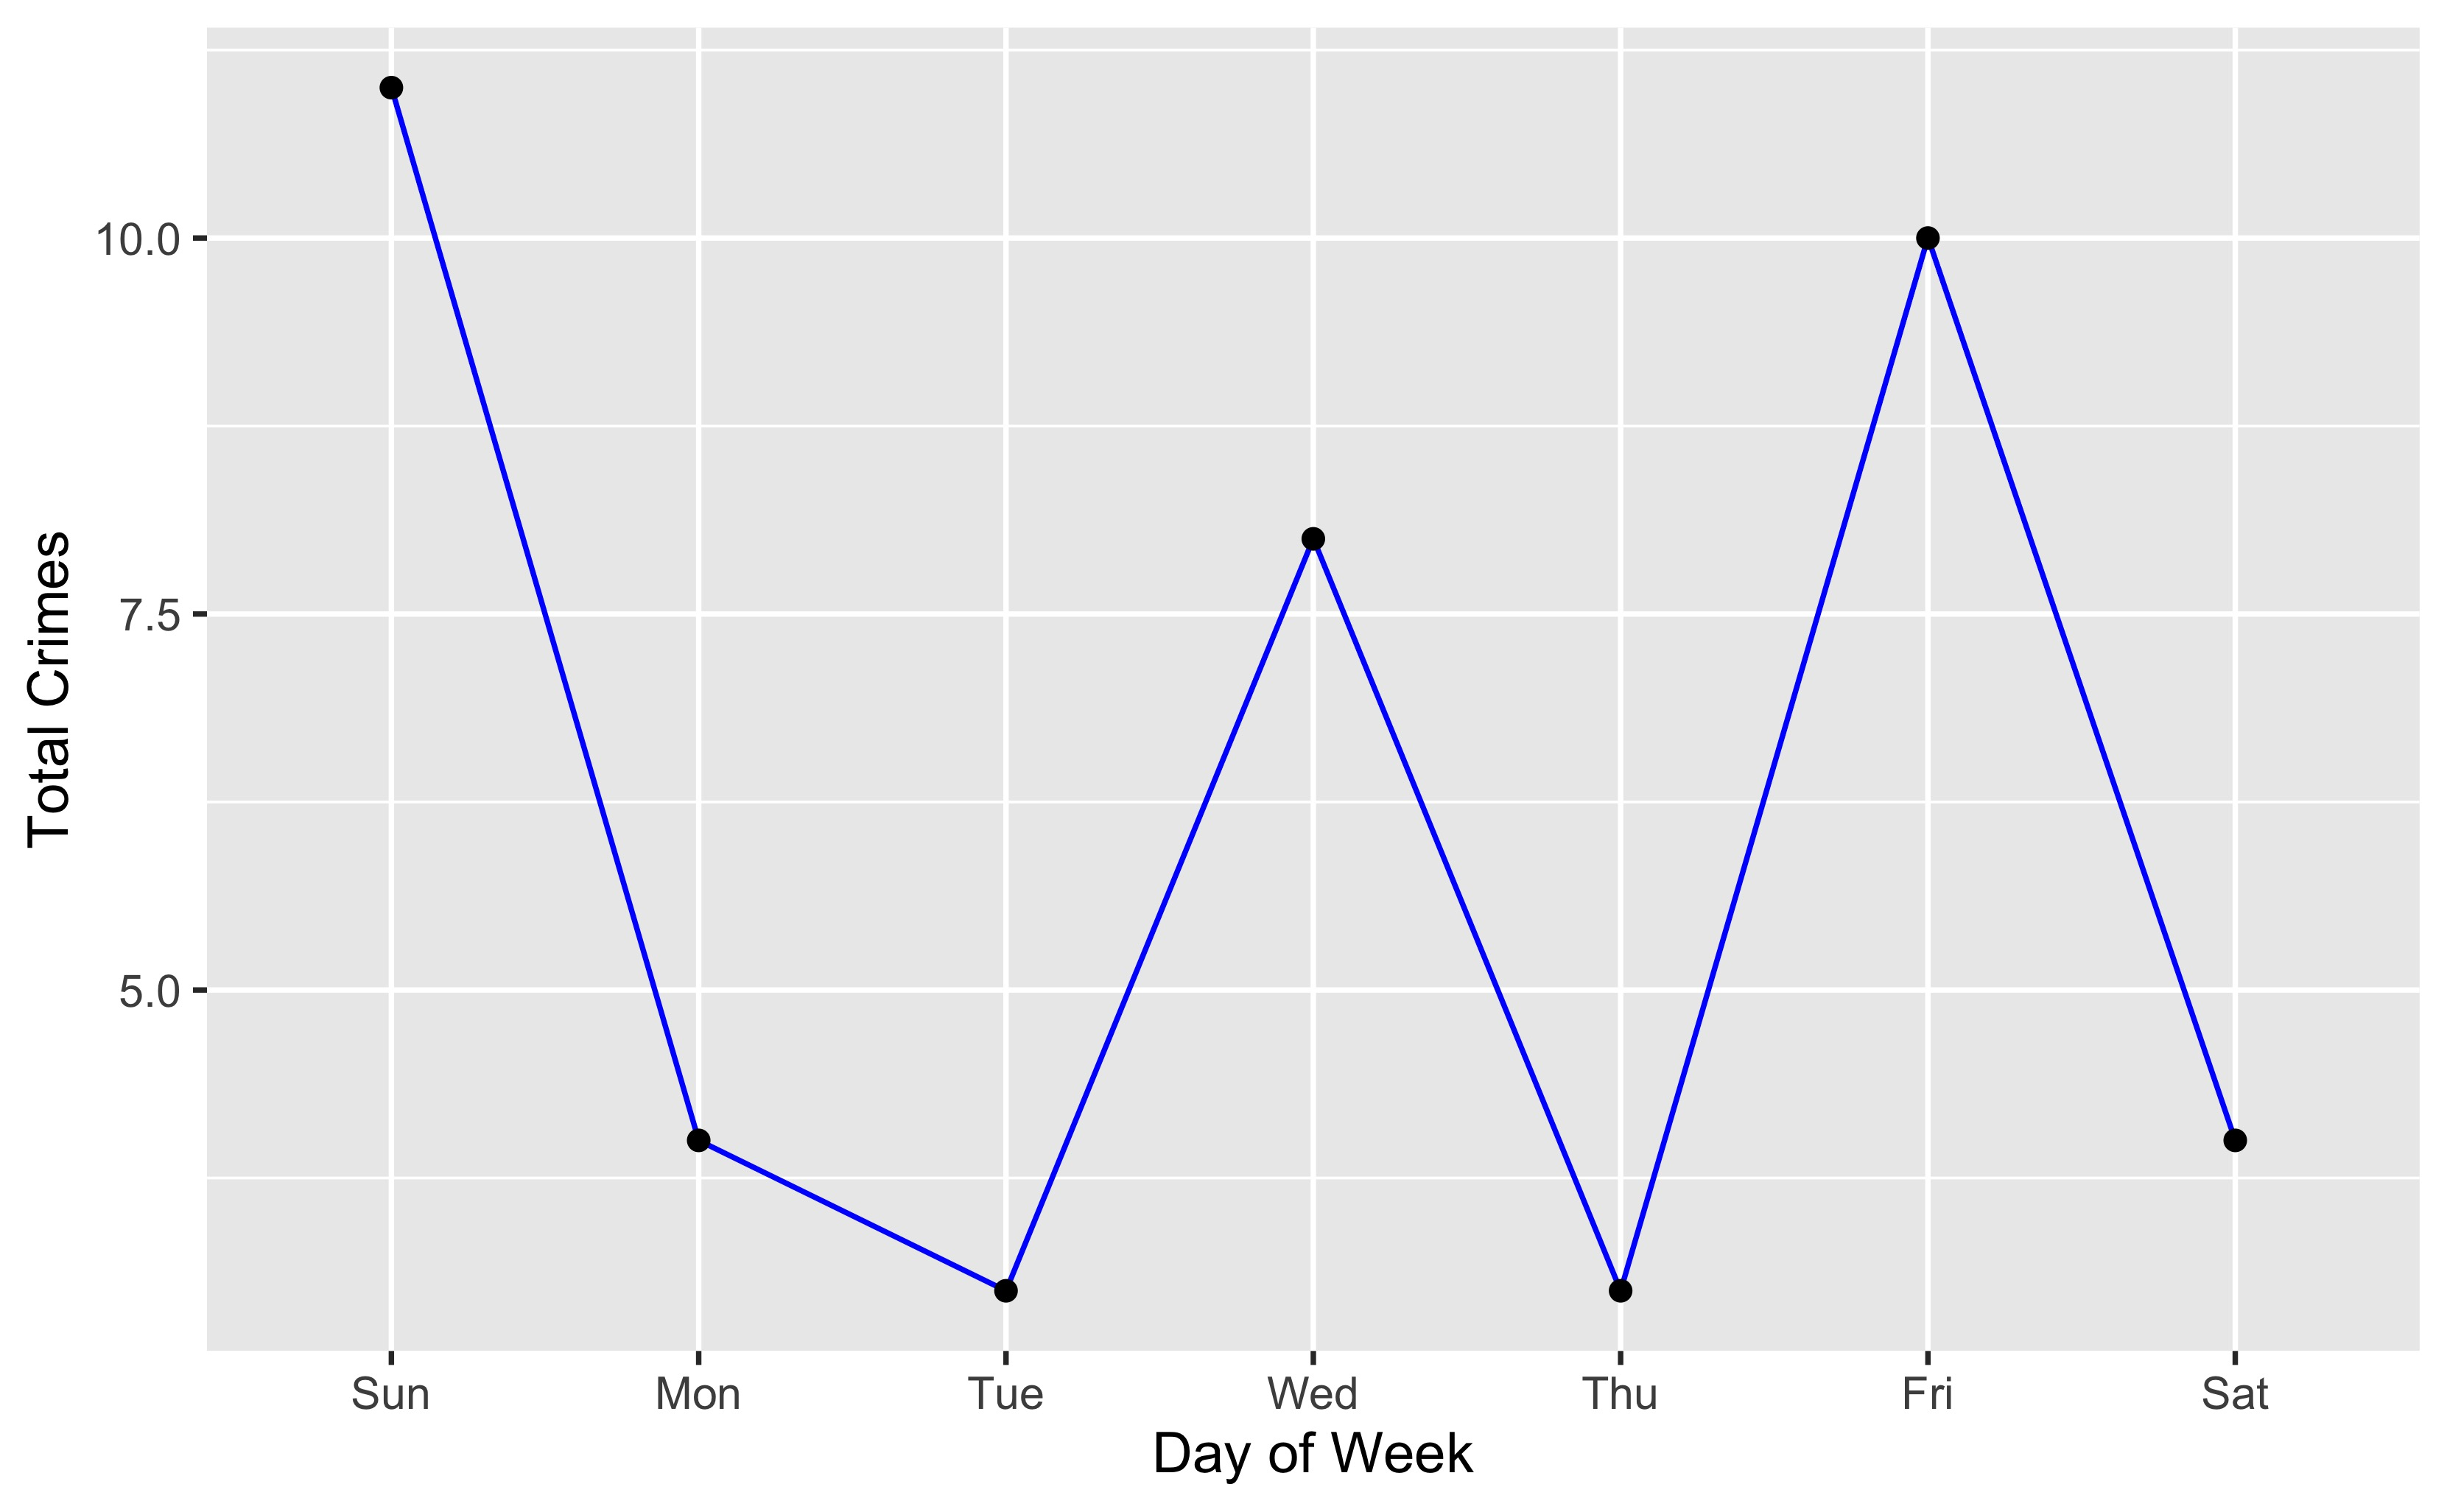 Total Crimes
10.0
7.5
5.0
Sun Mon Tue Wed Thu Fri Sat
Day of Week